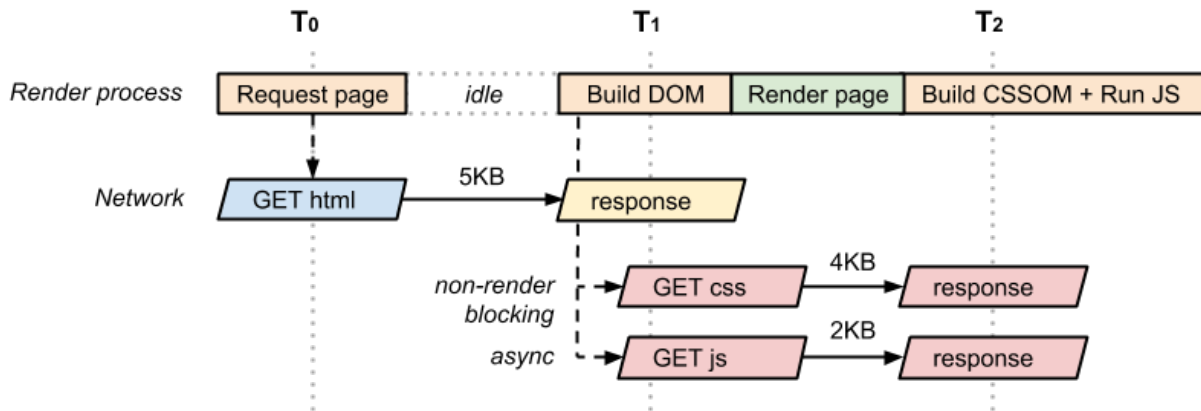 T0 T1 T2
Render process Request page idle Build DOM Render page Build CSSOM + Run JS
Network GET html 5KB response
non-render
blocking GET css 4KB response
async GET js 2KB response